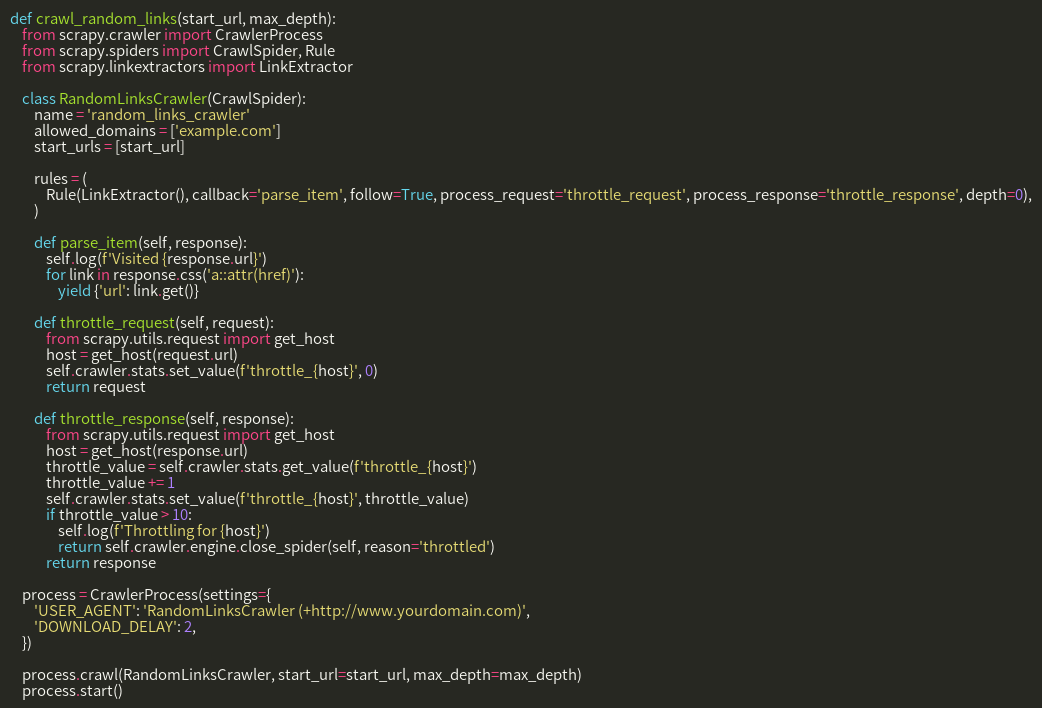 def crawl_random_links(start_url, max_depth):
    from scrapy.crawler import CrawlerProcess
    from scrapy.spiders import CrawlSpider, Rule
    from scrapy.linkextractors import LinkExtractor

    class RandomLinksCrawler(CrawlSpider):
        name = 'random_links_crawler'
        allowed_domains = ['example.com']
        start_urls = [start_url]

        rules = (
            Rule(LinkExtractor(), callback='parse_item', follow=True, process_request='throttle_request', process_response='throttle_response', depth=0),
        )

        def parse_item(self, response):
            self.log(f'Visited {response.url}')
            for link in response.css('a::attr(href)'):
                yield {'url': link.get()}

        def throttle_request(self, request):
            from scrapy.utils.request import get_host
            host = get_host(request.url)
            self.crawler.stats.set_value(f'throttle_{host}', 0)
            return request

        def throttle_response(self, response):
            from scrapy.utils.request import get_host
            host = get_host(response.url)
            throttle_value = self.crawler.stats.get_value(f'throttle_{host}')
            throttle_value += 1
            self.crawler.stats.set_value(f'throttle_{host}', throttle_value)
            if throttle_value > 10:
                self.log(f'Throttling for {host}')
                return self.crawler.engine.close_spider(self, reason='throttled')
            return response

    process = CrawlerProcess(settings={
        'USER_AGENT': 'RandomLinksCrawler (+http://www.yourdomain.com)',
        'DOWNLOAD_DELAY': 2,
    })

    process.crawl(RandomLinksCrawler, start_url=start_url, max_depth=max_depth)
    process.start()